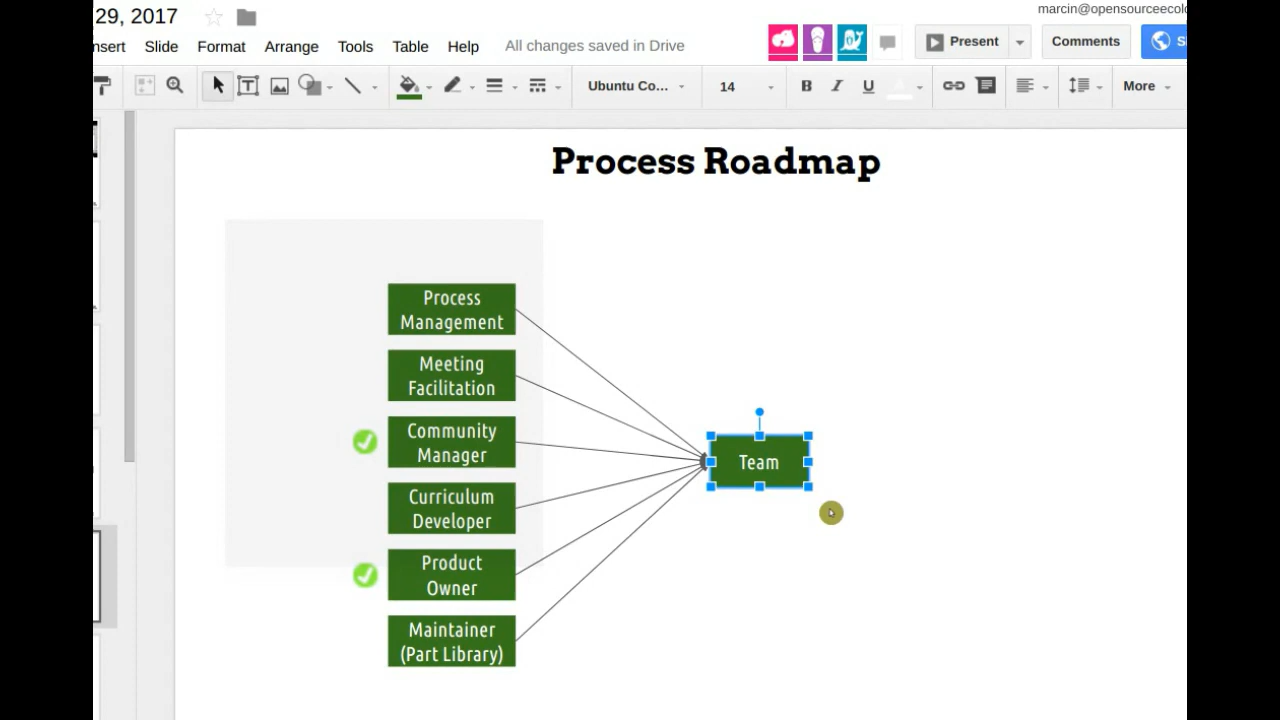 29, 2017
marcin@opensourceecolo
nsert Slide Format Arrange Tools Table Help All changes saved in Drive
Present Comments S
Ubuntu Co... 14 B I U More
Process Roadmap
Process
Management
Meeting
Facilitation
Community
Manager
Curriculum
Developer
Product
Owner
Maintainer
(Part Library)
Team